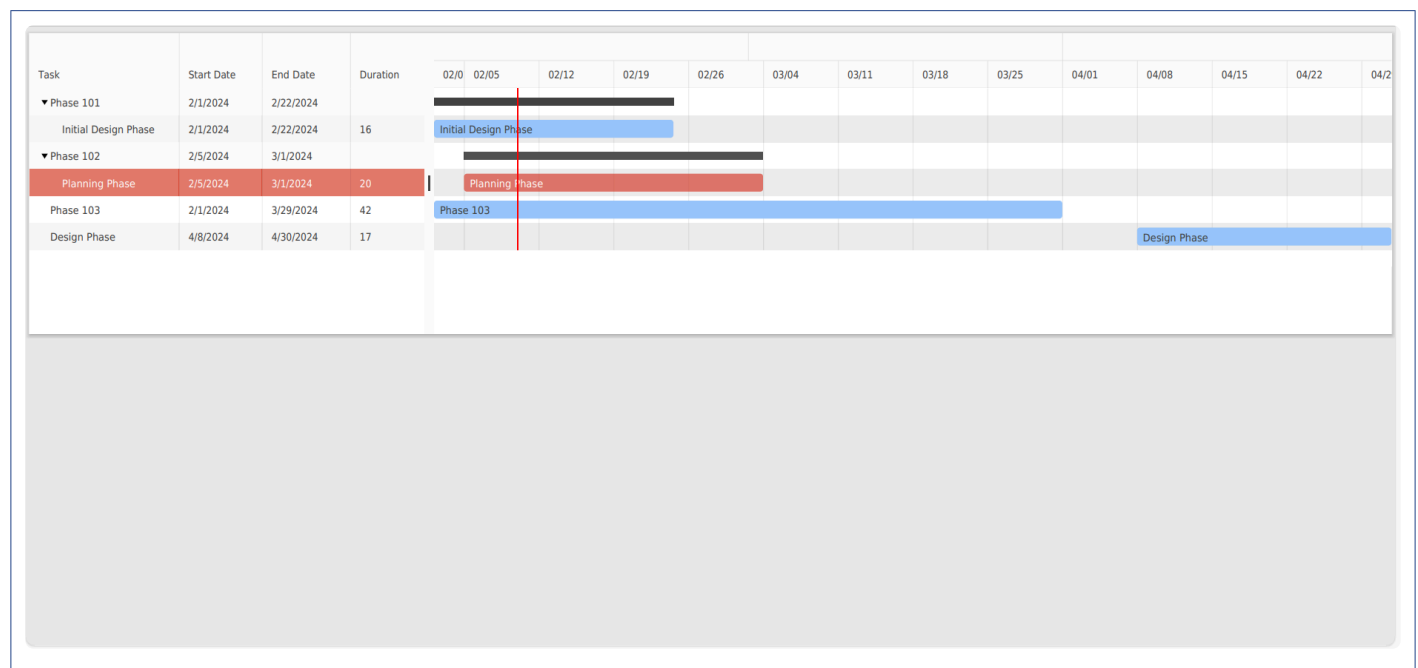 Task Start Date End Date Duration 02/0 02/05 02/12 02/19 02/26 03/04 03/11 03/18 03/25 04/01 04/08 04/15 04/22 04/2
Phase 101 2/1/2024 2/22/2024
Initial Design Phase 2/1/2024 2/22/2024 16 Initial Design Phase
Phase 102 2/5/2024 3/1/2024
Planning Phase 2/5/2024 3/1/2024 20 Planning Phase
Phase 103 2/1/2024 3/29/2024 42 Phase 103
Design Phase 4/8/2024 4/30/2024 17 Design Phase